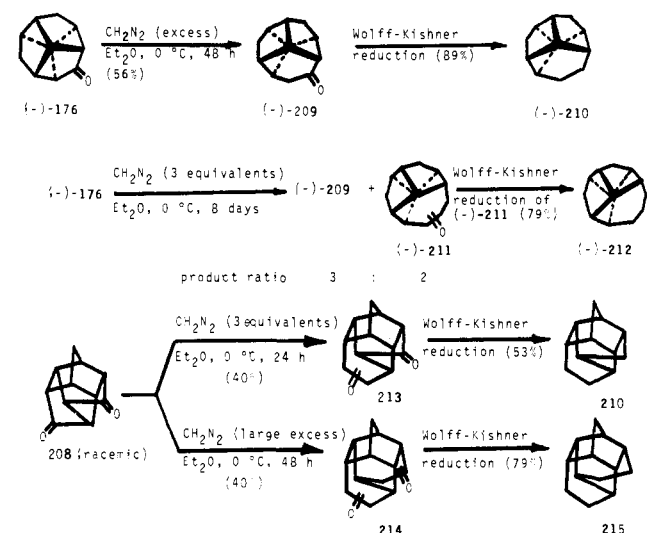 CH2N2 (excess)
Et2O, 0 °C, 48 h
(56%)
Wolff-Kishner
reduction (89%)
O
O
(-)-176
(-)-209
(-)-210
(-)-176
CH2N2 (3 equivalents)
Et2O, 0 °C, 8 days
(-)-209 +
Wolff-Kishner
reduction of
(-)-211 (79%)
O
(-)-211
(-)-212
product ratio 3 : 2
CH2N2 (3equivalents)
Et2O, 0 °C, 24 h
(40%)
Wolff-Kishner
reduction (53%)
O
O
213
210
O
O
208 (racemic)
CH2N2 (large excess)
Et2O, 0 °C, 48 h
(40%)
Wolff-Kishner
reduction (79%)
O
O
214
215